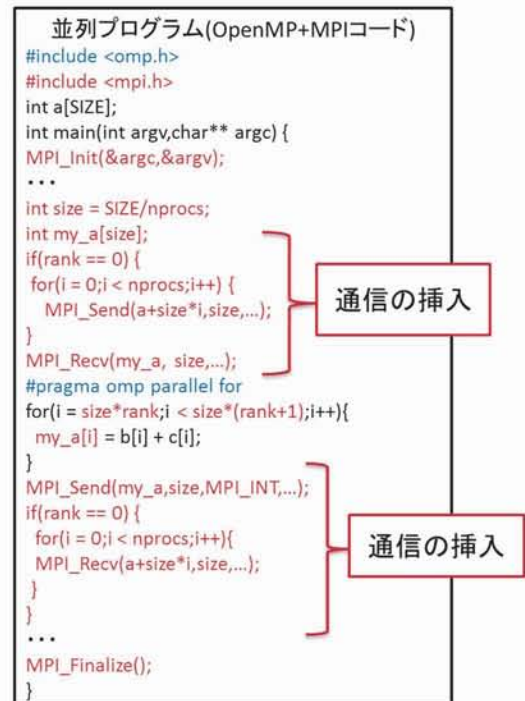 並列プログラム(OpenMP+MPIコード)
#include <omp.h>
#include <mpi.h>
int a[SIZE];
int main(int argv,char** argc) {
MPI_Init(&argc,&argv);
・・・
int size = SIZE/nprocs;
int my_a[size];
if(rank == 0) {
for(i = 0;i < nprocs;i++) {
MPI_Send(a+size*i,size,...);
}
MPI_Recv(my_a, size,...);
#pragma omp parallel for
for(i = size*rank;i < size*(rank+1);i++){
my_a[i] = b[i] + c[i];
}
MPI_Send(my_a,size,MPI_INT,...);
if(rank == 0) {
for(i = 0;i < nprocs;i++){
MPI_Recv(a+size*i,size,...);
}
}
・・・
MPI_Finalize();
}
通信の挿入
通信の挿入